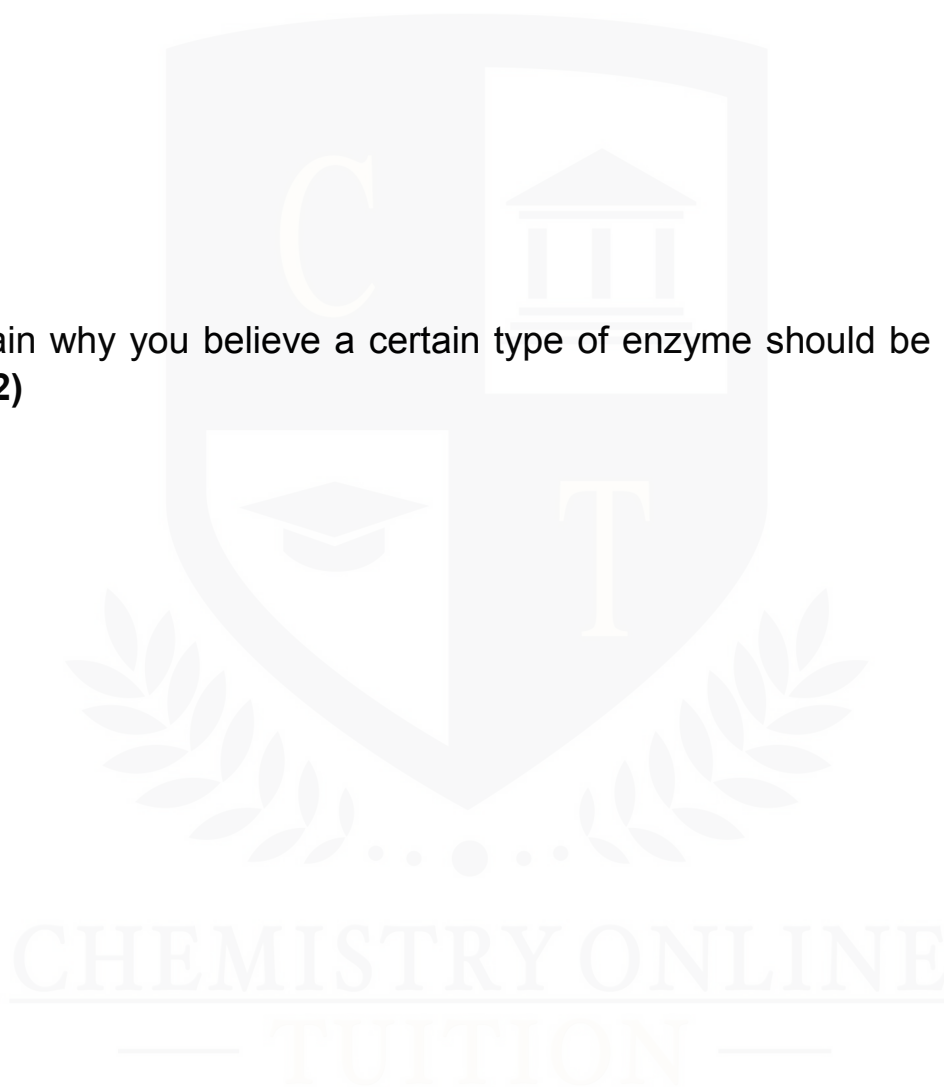 ain why you believe a certain type of enzyme should be
2)
C
T
CHEMISTRY ONLINE
TUITION